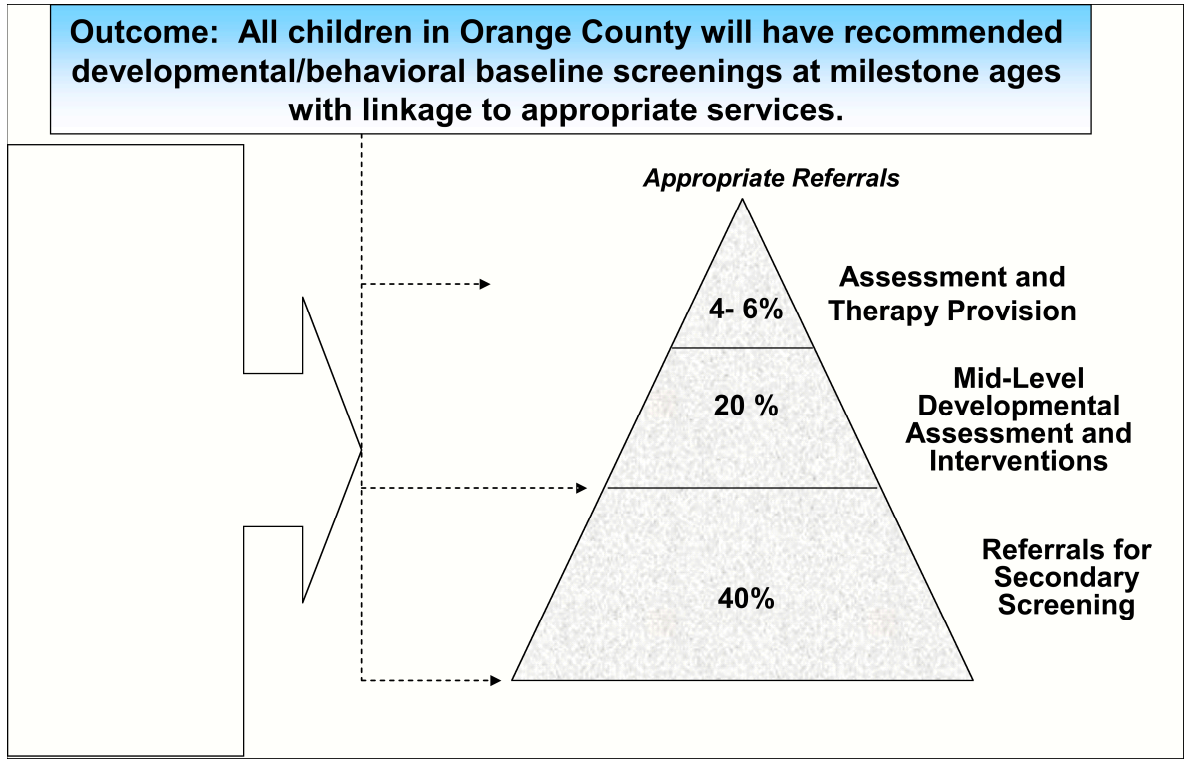 Outcome:  All children in Orange County will have recommended
developmental/behavioral baseline screenings at milestone ages
with linkage to appropriate services.
Appropriate Referrals
4- 6%
Assessment and
Therapy Provision
20 %
Mid-Level
Developmental
Assessment and
Interventions
40%
Referrals for
Secondary
Screening